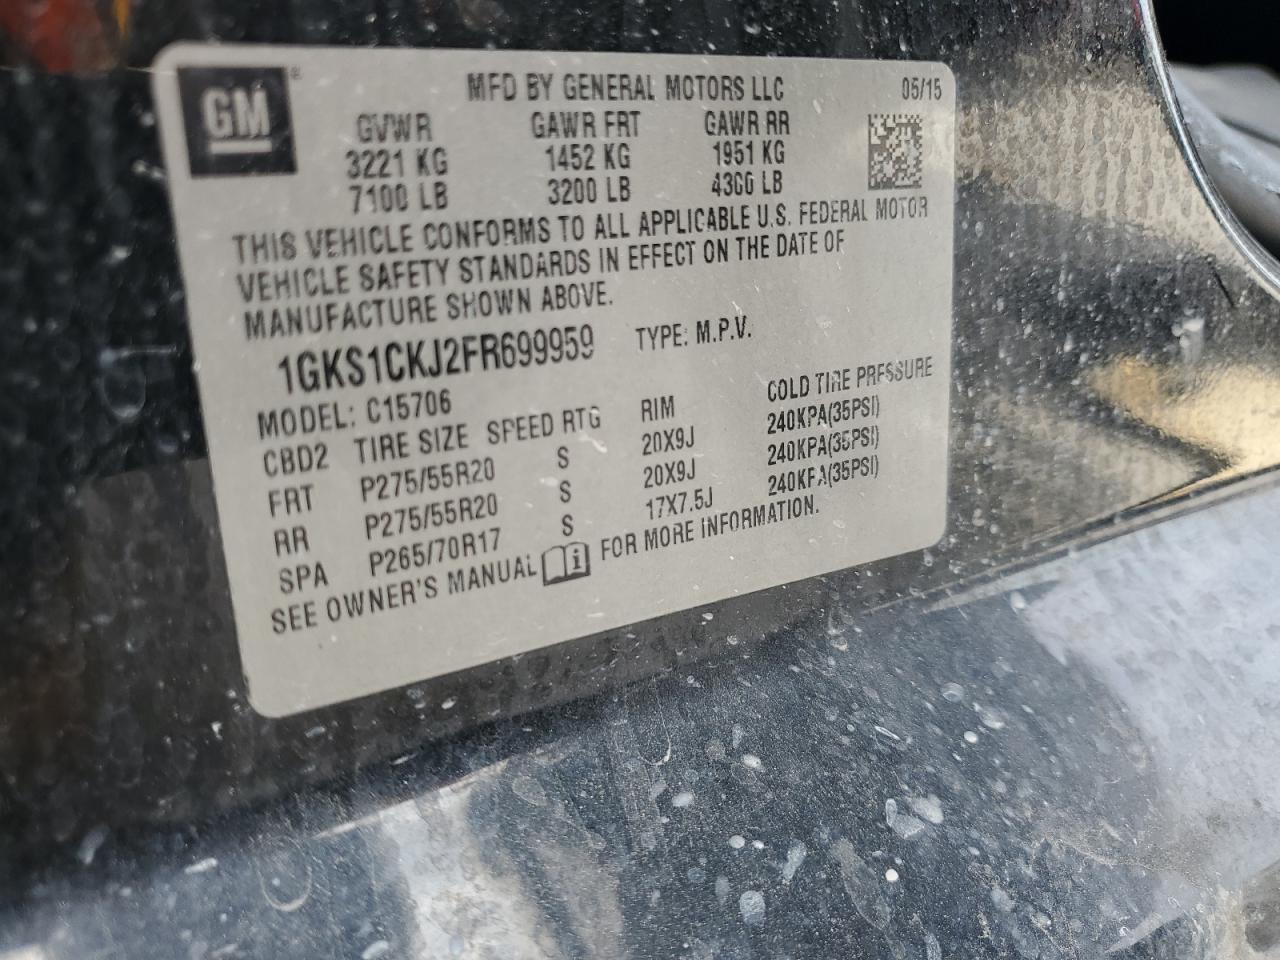 GM ®
MFD BY GENERAL MOTORS LLC 05/15
GVWR GAWR FRT GAWR RR
3221 KG 1452 KG 1951 KG
7100 LB 3200 LB 4300 LB
THIS VEHICLE CONFORMS TO ALL APPLICABLE U.S. FEDERAL MOTOR
VEHICLE SAFETY STANDARDS IN EFFECT ON THE DATE OF
MANUFACTURE SHOWN ABOVE.
1GKS1CKJ2FR699959 TYPE: M.P.V.
MODEL: C15706
CBD2 TIRE SIZE SPEED RTG RIM COLD TIRE PRESSURE
FRT P275/55R20 S 20X9J 240KPA(35PSI)
RR P275/55R20 S 20X9J 240KPA(35PSI)
SPA P265/70R17 S 17X7.5J 240KPA(35PSI)
SEE OWNER'S MANUAL i FOR MORE INFORMATION.